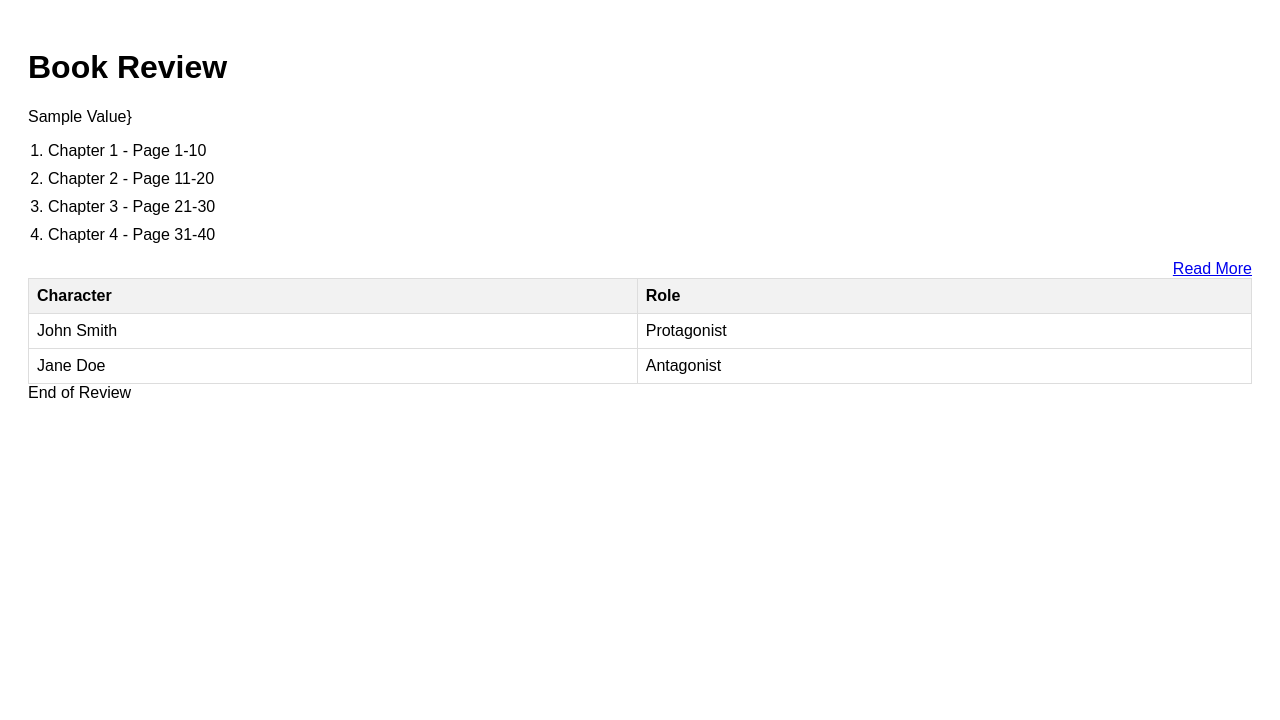 Book Review
Sample Value}
1. Chapter 1 - Page 1-10
2. Chapter 2 - Page 11-20
3. Chapter 3 - Page 21-30
4. Chapter 4 - Page 31-40
Read More
Character Role
John Smith Protagonist
Jane Doe Antagonist
End of Review